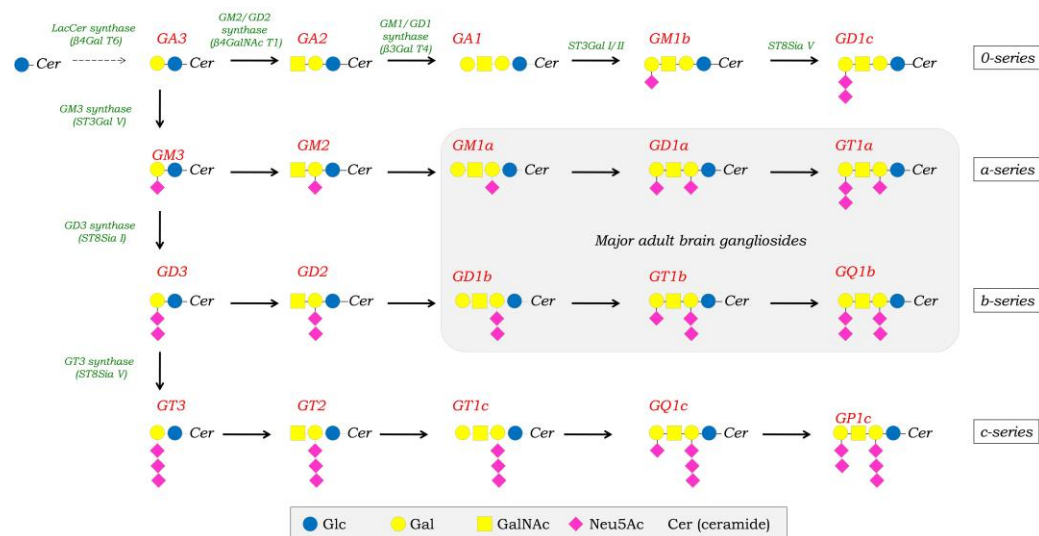 LacCer synthase
(β4Gal T6)
GM2/GD2
synthase
(β4GalNAc T1)
GM1/GD1
synthase
(β3Gal T4)
ST3Gal I/II
ST8Sia V
GA3
GA2
GA1
GM1b
GD1c
Cer
Cer
Cer
Cer
Cer
Cer
0-series
GM3 synthase
(ST3Gal V)
GM3
GM2
GM1a
GD1a
GT1a
Cer
Cer
Cer
Cer
Cer
a-series
GD3 synthase
(ST8Sia I)
Major adult brain gangliosides
GD3
GD2
GD1b
GT1b
GQ1b
Cer
Cer
Cer
Cer
Cer
b-series
GT3 synthase
(ST8Sia V)
GT3
GT2
GT1c
GQ1c
GP1c
Cer
Cer
Cer
Cer
Cer
c-series
Glc
Gal
GalNAc
Neu5Ac
Cer (ceramide)